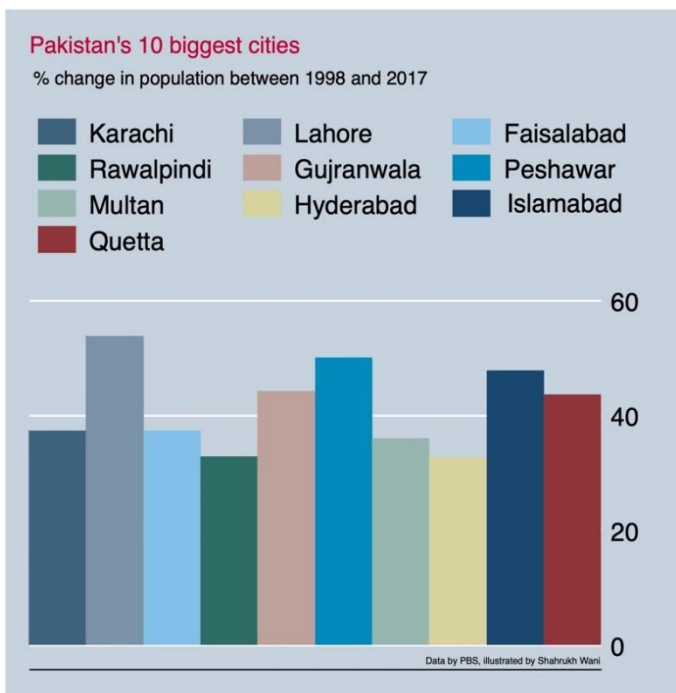 Pakistan's 10 biggest cities
% change in population between 1998 and 2017
Karachi Lahore Faisalabad
Rawalpindi Gujranwala Peshawar
Multan Hyderabad Islamabad
Quetta
60
40
20
0
Data by PBS, illustrated by Shahrukh Wani